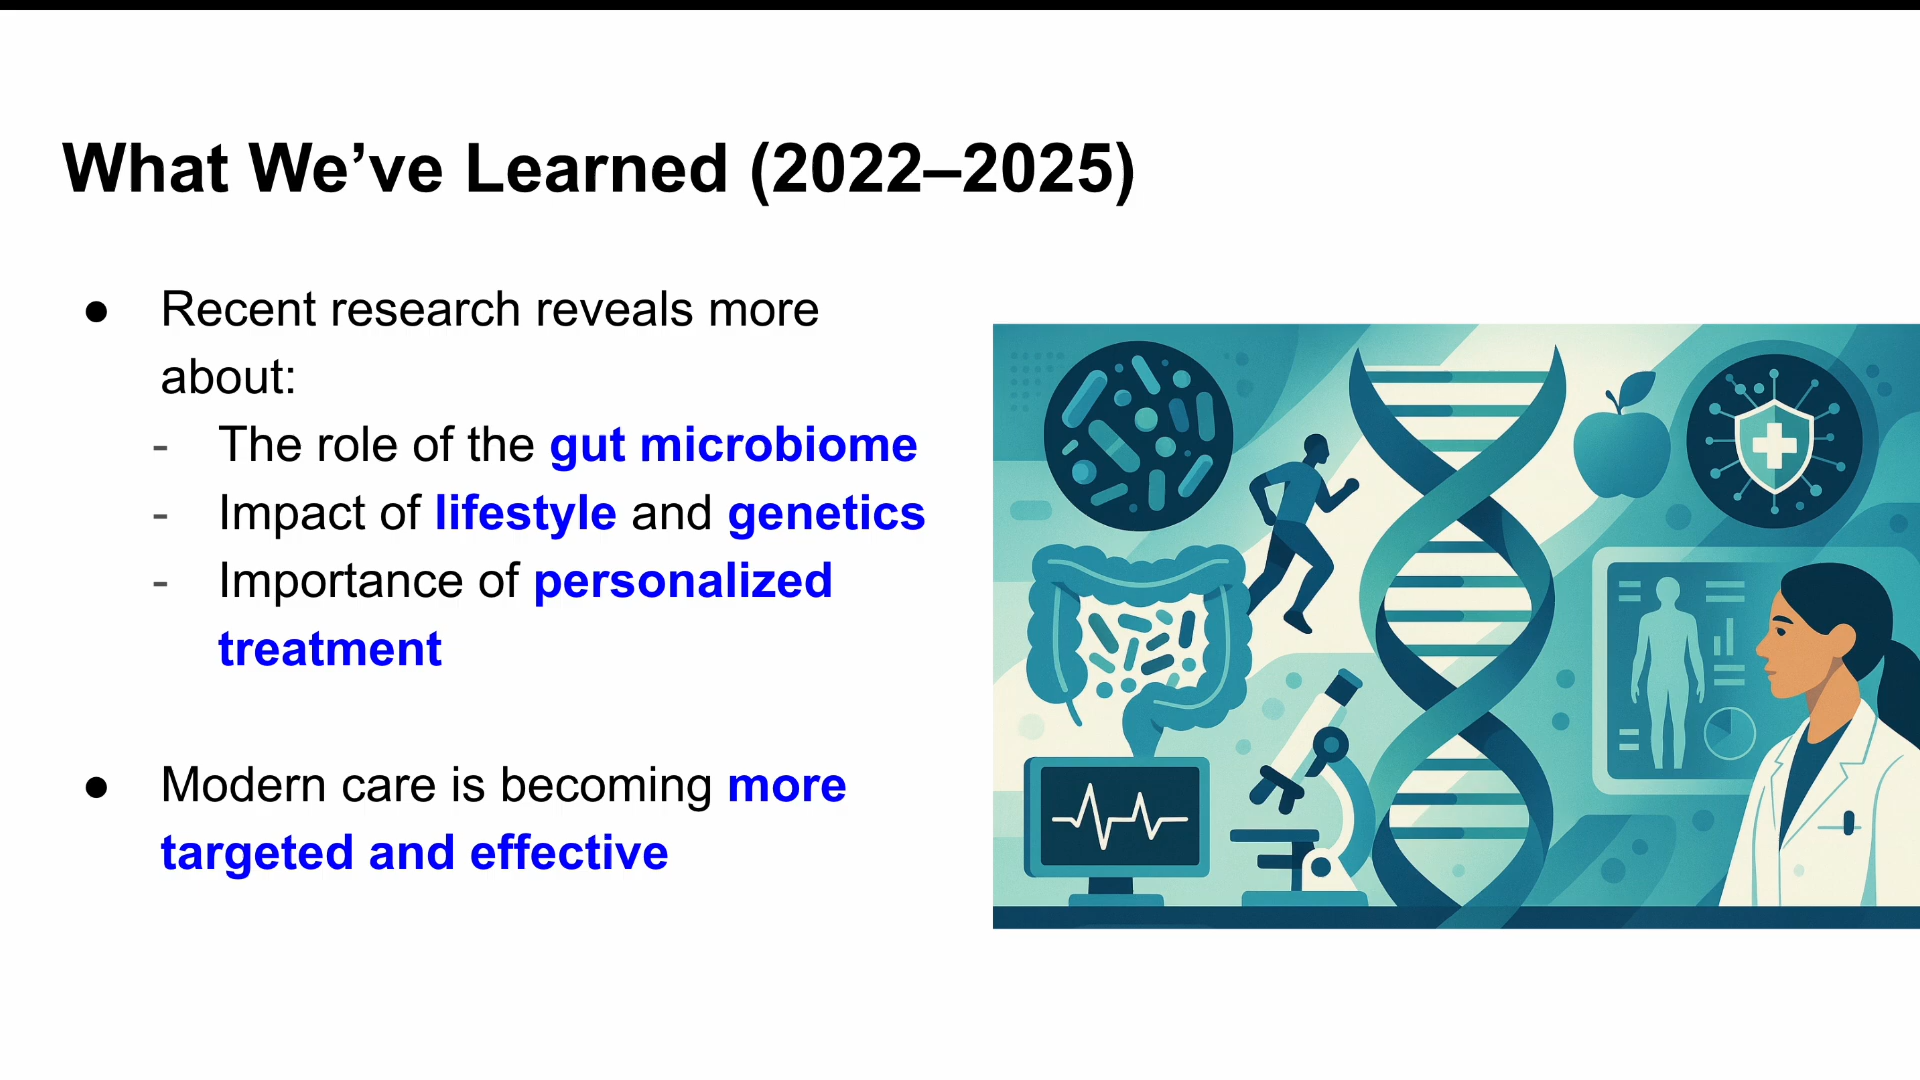 What We’ve Learned (2022–2025)
● Recent research reveals more
about:
- The role of the gut microbiome
- Impact of lifestyle and genetics
- Importance of personalized
treatment
● Modern care is becoming more
targeted and effective